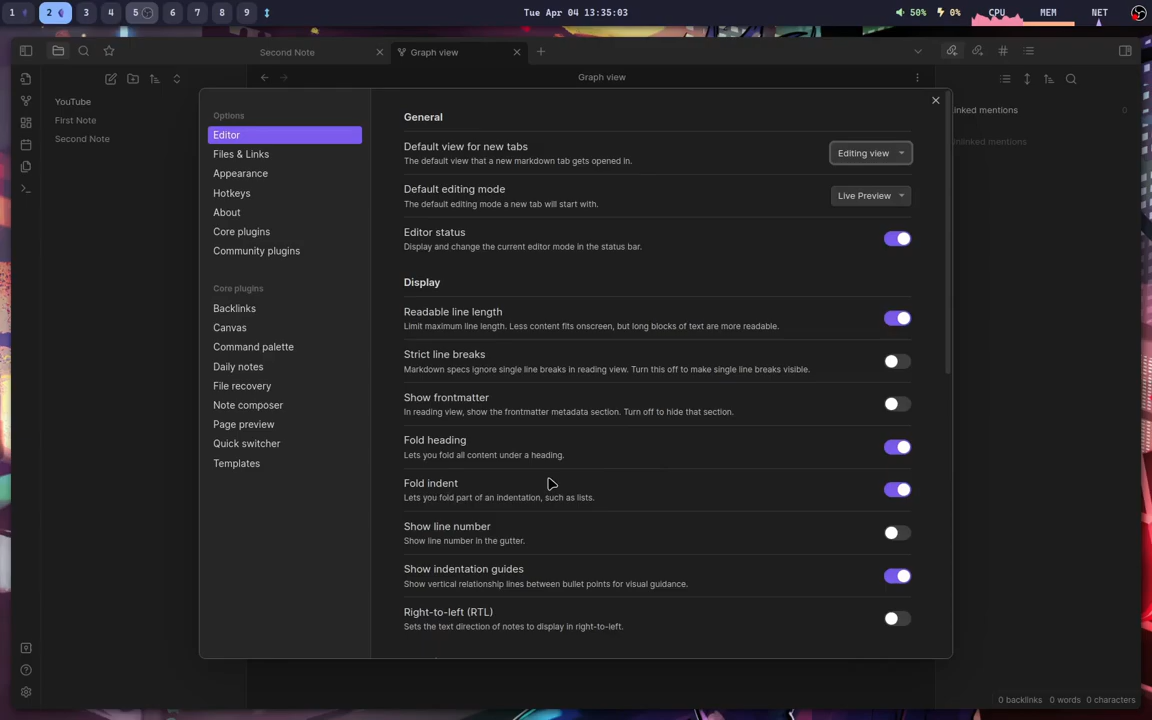 1 2 3 4 5 6 7 8 9
Tue Apr 04 13:35:03
50% 0% CPU MEM NET
Second Note
Graph view
Graph view
YouTube
First Note
Second Note
inked mentions 0
nlinked mentions
Options
Editor
Files & Links
Appearance
Hotkeys
About
Core plugins
Community plugins
Core plugins
Backlinks
Canvas
Command palette
Daily notes
File recovery
Note composer
Page preview
Quick switcher
Templates
General
Default view for new tabs
The default view that a new markdown tab gets opened in.
Editing view
Default editing mode
The default editing mode a new tab will start with.
Live Preview
Editor status
Display and change the current editor mode in the status bar.
Display
Readable line length
Limit maximum line length. Less content fits onscreen, but long blocks of text are more readable.
Strict line breaks
Markdown specs ignore single line breaks in reading view. Turn this off to make single line breaks visible.
Show frontmatter
In reading view, show the frontmatter metadata section. Turn off to hide that section.
Fold heading
Lets you fold all content under a heading.
Fold indent
Lets you fold part of an indentation, such as lists.
Show line number
Show line number in the gutter.
Show indentation guides
Show vertical relationship lines between bullet points for visual guidance.
Right-to-left (RTL)
Sets the text direction of notes to display in right-to-left.
0 backlinks 0 words 0 characters